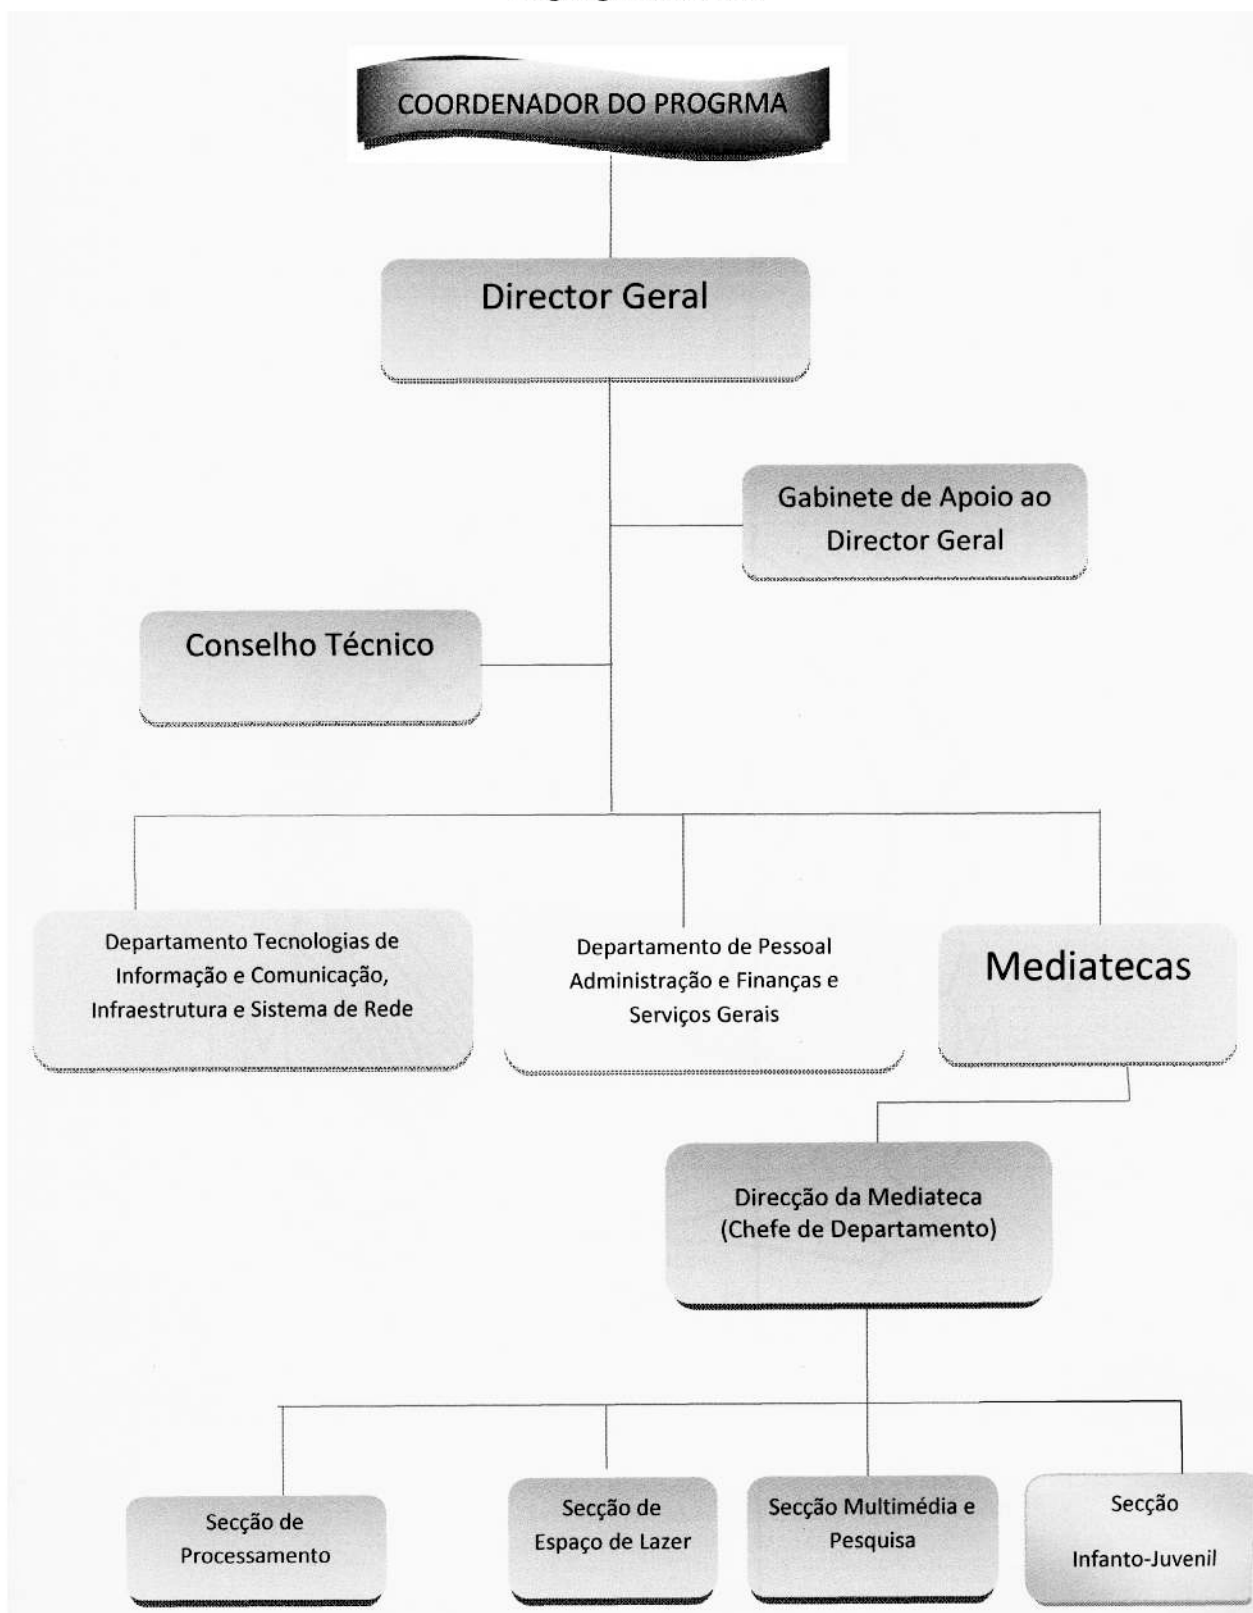 COORDENADOR DO PROGRMA
Director Geral
Gabinete de Apoio ao
Director Geral
Conselho Técnico
Departamento Tecnologias de
Informação e Comunicação,
Infraestrutura e Sistema de Rede
Departamento de Pessoal
Administração e Finanças e
Serviços Gerais
Mediatecas
Direcção da Mediateca
(Chefe de Departamento)
Secção de
Processamento
Secção de
Espaço de Lazer
Secção Multimédia e
Pesquisa
Secção
Infanto-Juvenil